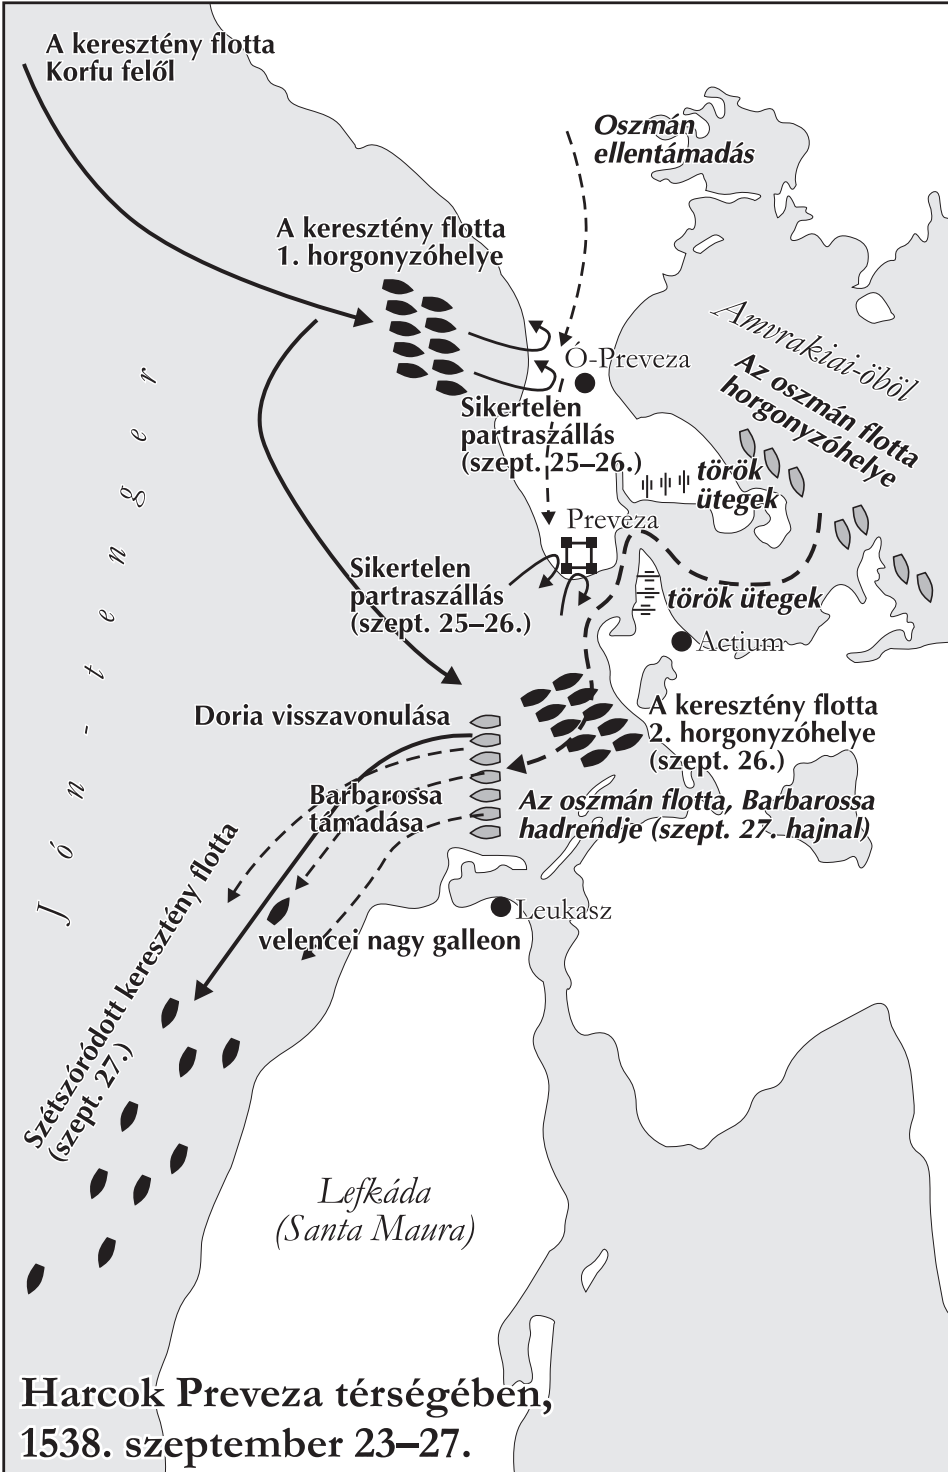 A keresztény flotta
Korfu felől
Oszmán
ellentámadás
A keresztény flotta
1. horgonyzóhelye
Amvrakiai-öböl
Ó-Preveza
Az oszmán flotta
horgonyzóhelye
Sikertelen
partraszállás
(szept. 25–26.)
török
ütegek
Preveza
Sikertelen
partraszállás
(szept. 25–26.)
török ütegek
Actium
Jón-tenger
Doria visszavonulása
A keresztény flotta
2. horgonyzóhelye
(szept. 26.)
Barbarossa
támadása
Az oszmán flotta, Barbarossa
hadrendje (szept. 27. hajnal)
Leukasz
velencei nagy galleon
Szétszóródott keresztény flotta
(szept. 27.)
Lefkáda
(Santa Maura)
Harcok Preveza térségében,
1538. szeptember 23–27.